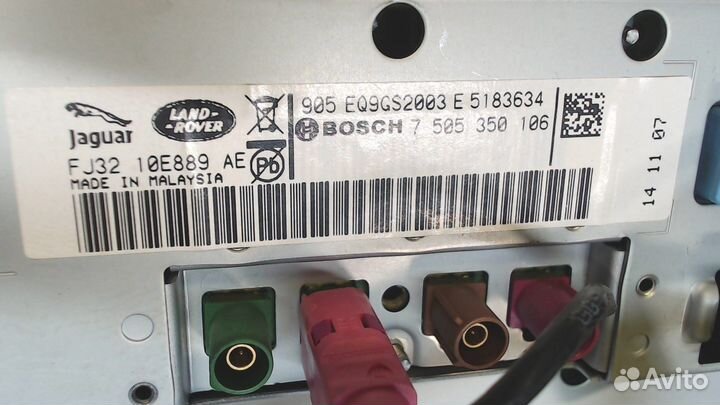 905 EQ9GS2003 E 5183634
JAGUAR
LAND-
ROVER
BOSCH 7 505 350 106
FJ32 10E889 AE
PD
MADE IN MALAYSIA
14 11 07
Avito